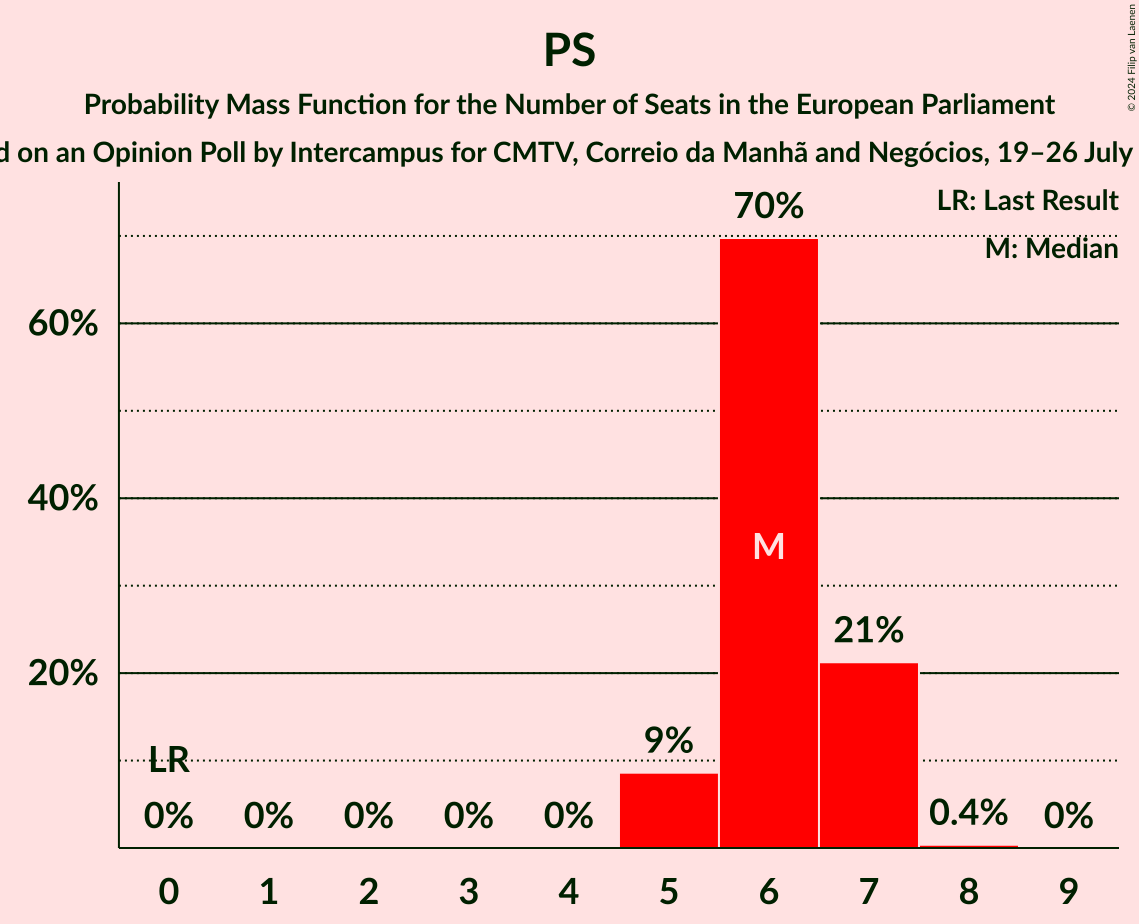 PS
Probability Mass Function for the Number of Seats in the European Parliament
on an Opinion Poll by Intercampus for CMTV, Correio da Manhã and Negócios, 19–26 July
© 2024 Filip van Laenen
LR: Last Result
M: Median
70%
60%
40%
M
21%
20%
9%
LR
0% 0% 0% 0% 0% 0.4% 0%
0 1 2 3 4 5 6 7 8 9